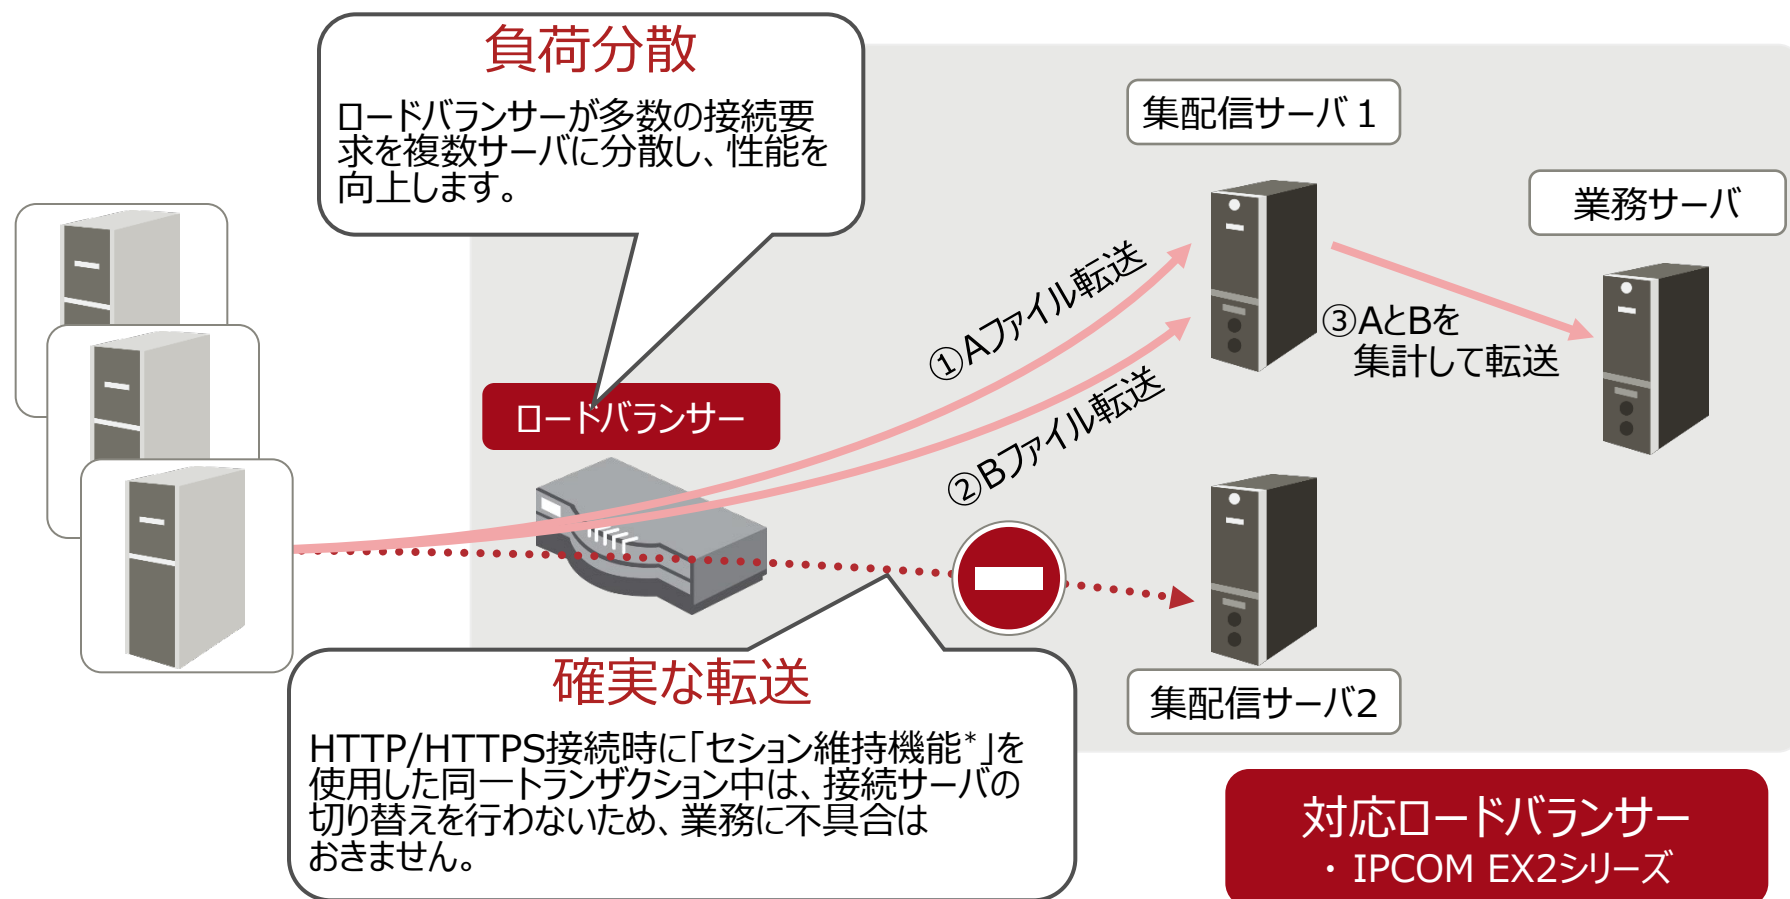 負荷分散
ロードバランサーが多数の接続要
求を複数サーバに分散し、性能を
向上します。
集配信サーバ1
業務サーバ
①Aファイル転送
②Bファイル転送
③AとBを
集計して転送
ロードバランサー
確実な転送
HTTP/HTTPS接続時に「セション維持機能*」を
使用した同一トランザクション中は、接続サーバの
切り替えを行わないため、業務に不具合は
おきません。
集配信サーバ2
対応ロードバランサー
・ IPCOM EX2シリーズ